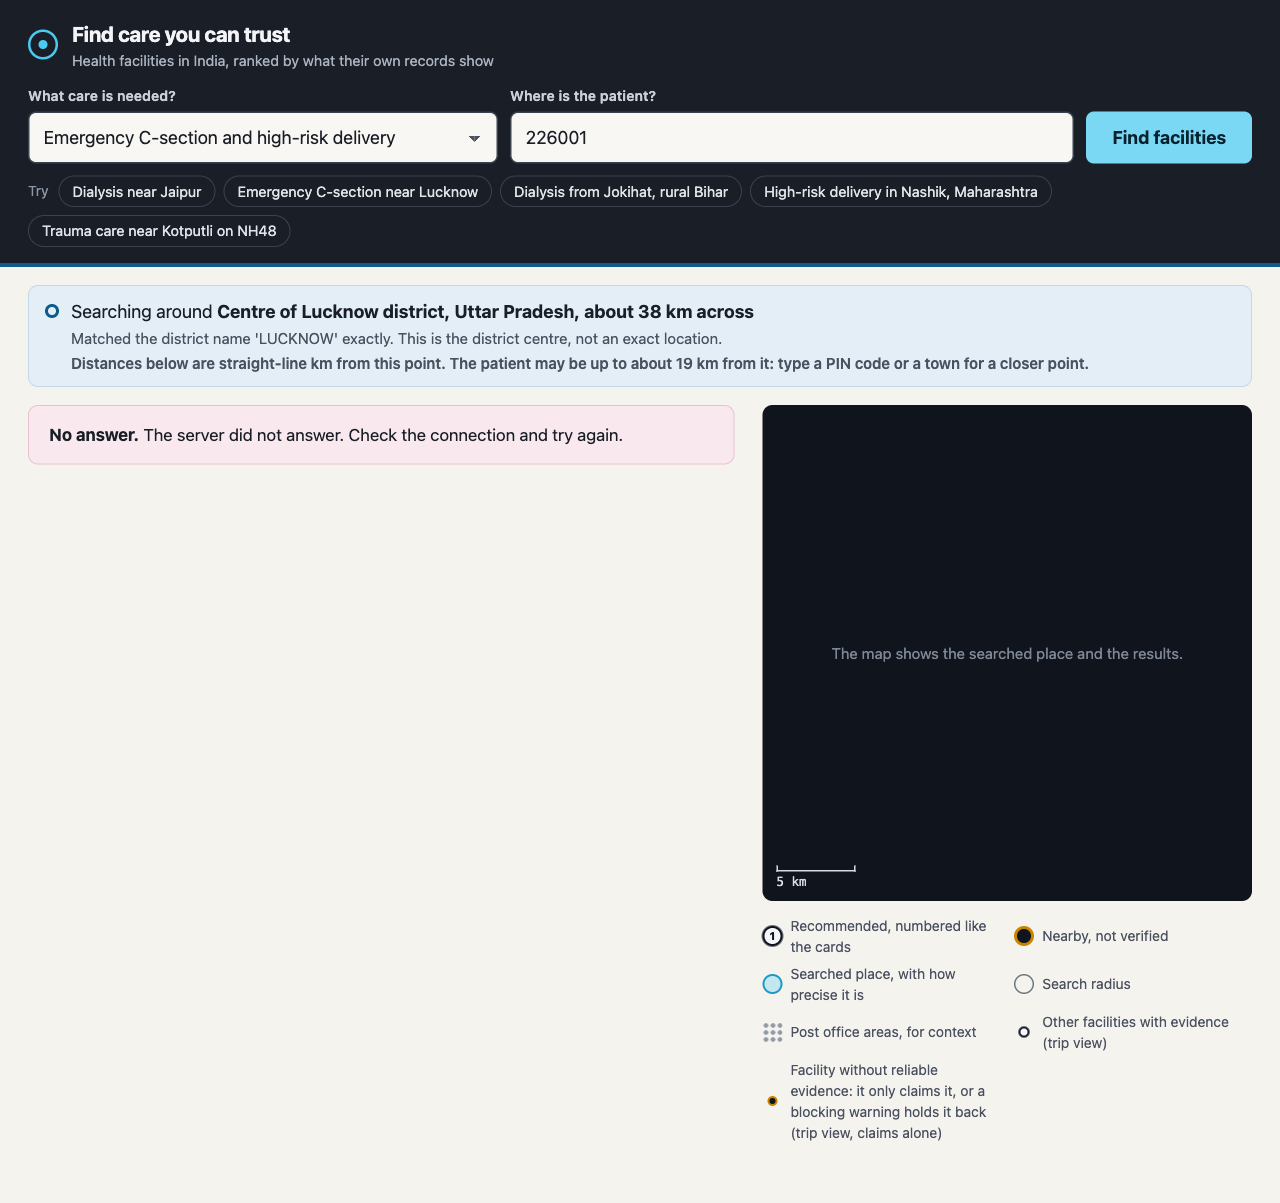 Find care you can trust
Health facilities in India, ranked by what their own records show
What care is needed?
Where is the patient?
Emergency C-section and high-risk delivery
226001
Find facilities
Try
Dialysis near Jaipur
Emergency C-section near Lucknow
Dialysis from Jokihat, rural Bihar
High-risk delivery in Nashik, Maharashtra
Trauma care near Kotputli on NH48
Searching around Centre of Lucknow district, Uttar Pradesh, about 38 km across
Matched the district name 'LUCKNOW' exactly. This is the district centre, not an exact location.
Distances below are straight-line km from this point. The patient may be up to about 19 km from it: type a PIN code or a town for a closer point.
No answer. The server did not answer. Check the connection and try again.
The map shows the searched place and the results.
5 km
1
Recommended, numbered like
the cards
Nearby, not verified
Searched place, with how
precise it is
Search radius
Post office areas, for context
Other facilities with evidence
(trip view)
Facility without reliable
evidence: it only claims it, or a
blocking warning holds it back
(trip view, claims alone)